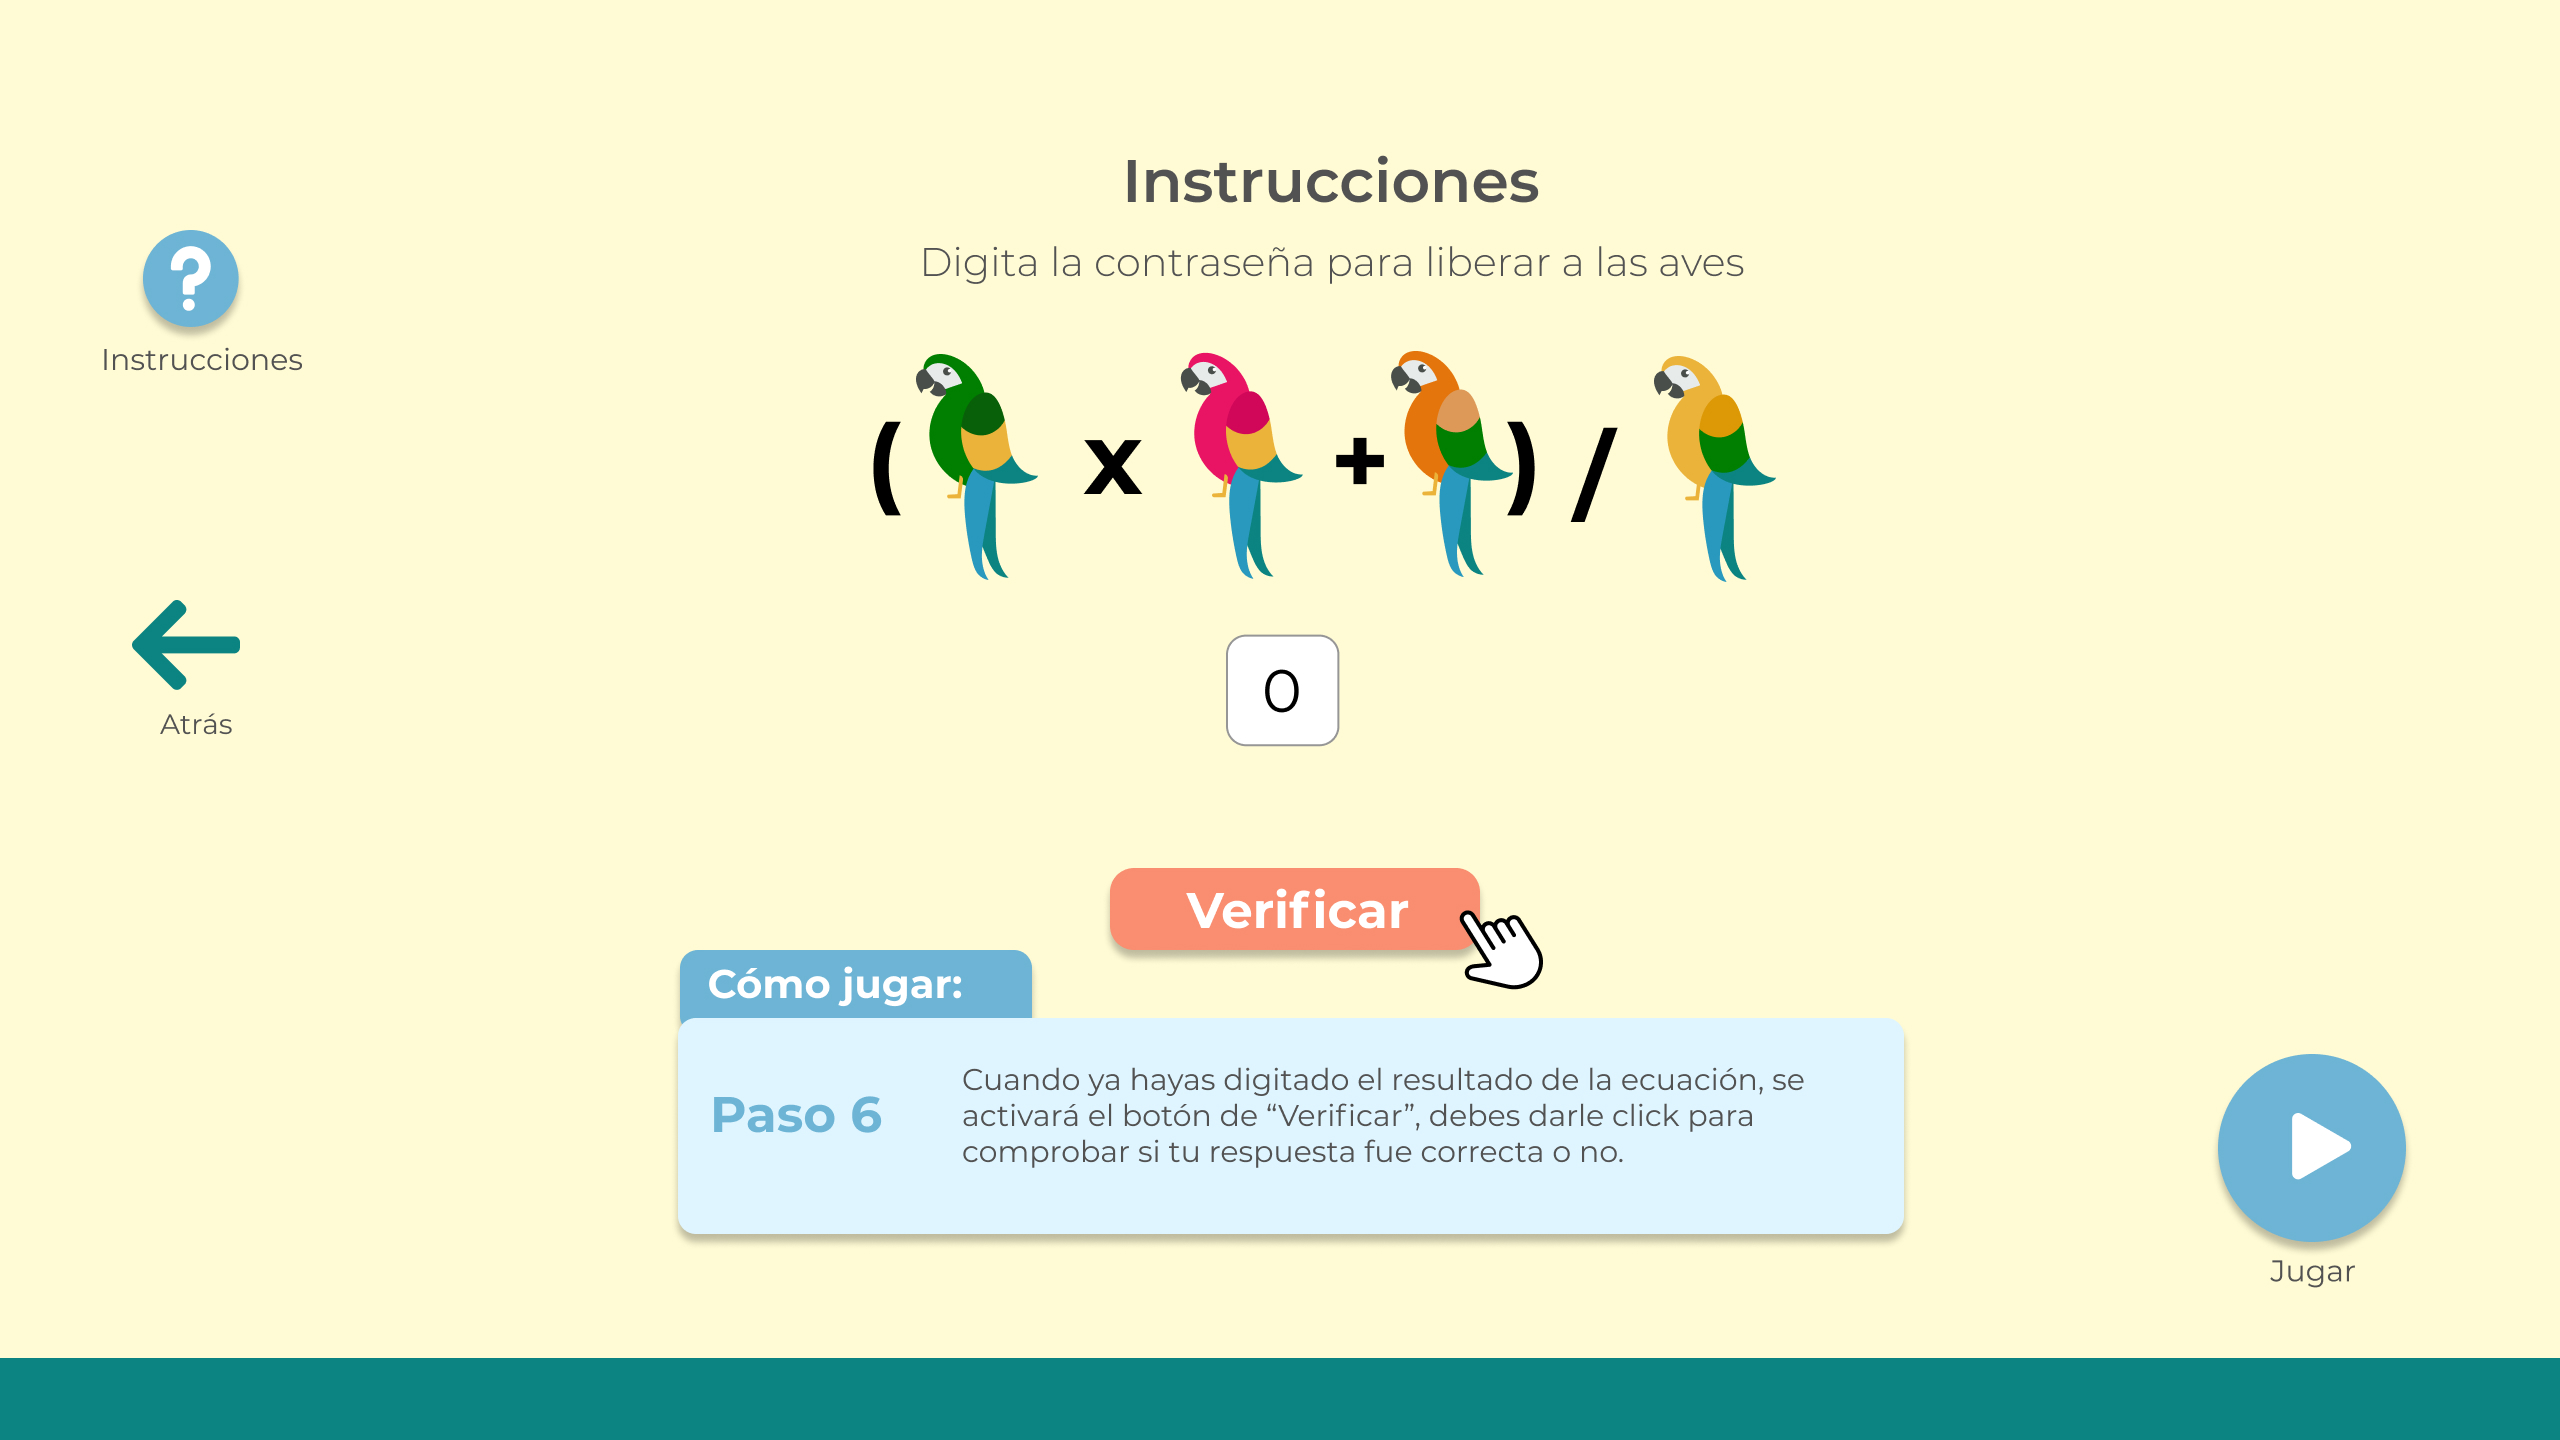 Instrucciones
Digita la contraseña para liberar a las aves
Instrucciones
( x + ) /
0
Atrás
Verificar
Cómo jugar:
Paso 6
Cuando ya hayas digitado el resultado de la ecuación, se
activará el botón de “Verificar”, debes darle click para
comprobar si tu respuesta fue correcta o no.
Jugar